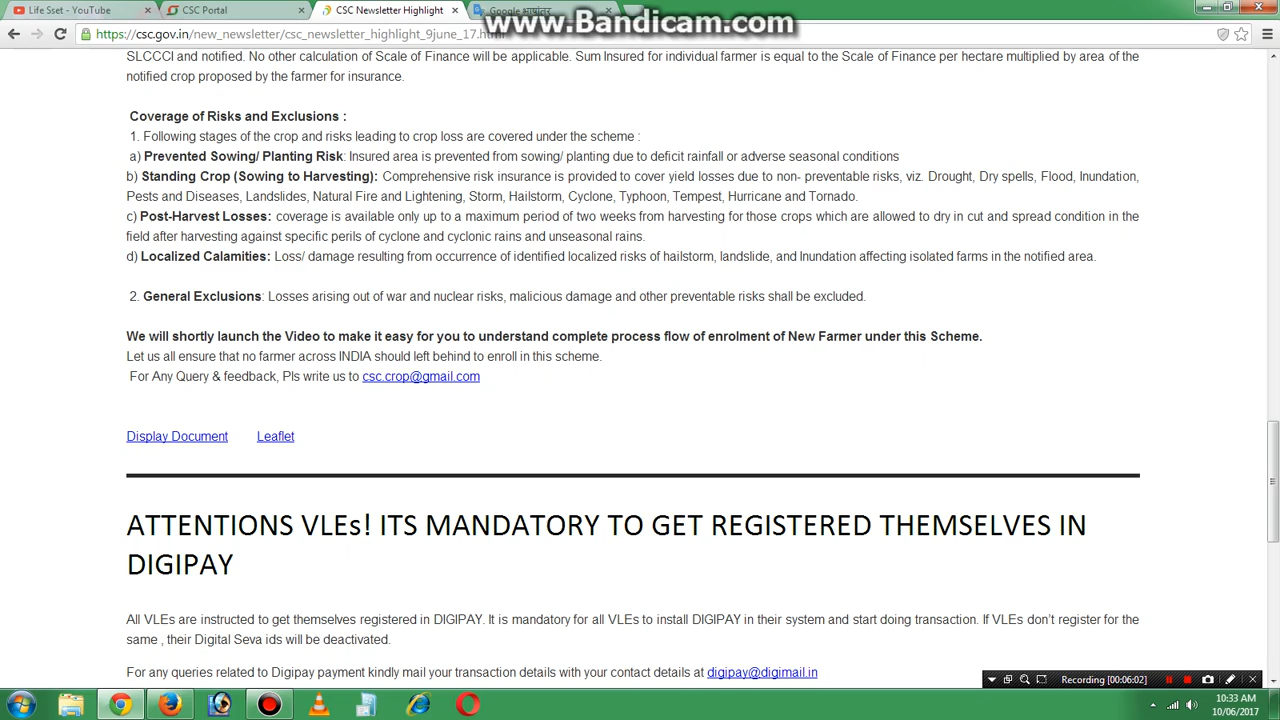 Life Sset - YouTube
CSC Portal
CSC Newsletter Highlight
Google भाषांतर
www.Bandicam.com
https://csc.gov.in/new_newsletter/csc_newsletter_highlight_9june_17.html
SLCCCI and notified. No other calculation of Scale of Finance will be applicable. Sum Insured for individual farmer is equal to the Scale of Finance per hectare multiplied by area of the
notified crop proposed by the farmer for insurance.
Coverage of Risks and Exclusions :
1. Following stages of the crop and risks leading to crop loss are covered under the scheme :
a) Prevented Sowing/ Planting Risk: Insured area is prevented from sowing/ planting due to deficit rainfall or adverse seasonal conditions
b) Standing Crop (Sowing to Harvesting): Comprehensive risk insurance is provided to cover yield losses due to non- preventable risks, viz. Drought, Dry spells, Flood, Inundation,
Pests and Diseases, Landslides, Natural Fire and Lightening, Storm, Hailstorm, Cyclone, Typhoon, Tempest, Hurricane and Tornado.
c) Post-Harvest Losses: coverage is available only up to a maximum period of two weeks from harvesting for those crops which are allowed to dry in cut and spread condition in the
field after harvesting against specific perils of cyclone and cyclonic rains and unseasonal rains.
d) Localized Calamities: Loss/ damage resulting from occurrence of identified localized risks of hailstorm, landslide, and Inundation affecting isolated farms in the notified area.
2. General Exclusions: Losses arising out of war and nuclear risks, malicious damage and other preventable risks shall be excluded.
We will shortly launch the Video to make it easy for you to understand complete process flow of enrolment of New Farmer under this Scheme.
Let us all ensure that no farmer across INDIA should left behind to enroll in this scheme.
For Any Query & feedback, Pls write us to csc.crop@gmail.com
Display Document Leaflet
ATTENTIONS VLEs! ITS MANDATORY TO GET REGISTERED THEMSELVES IN
DIGIPAY
All VLEs are instructed to get themselves registered in DIGIPAY. It is mandatory for all VLEs to install DIGIPAY in their system and start doing transaction. If VLEs don't register for the
same , their Digital Seva ids will be deactivated.
For any queries related to Digipay payment kindly mail your transaction details with your contact details at digipay@digimail.in
Recording [00:06:02]
10:33 AM
10/06/2017